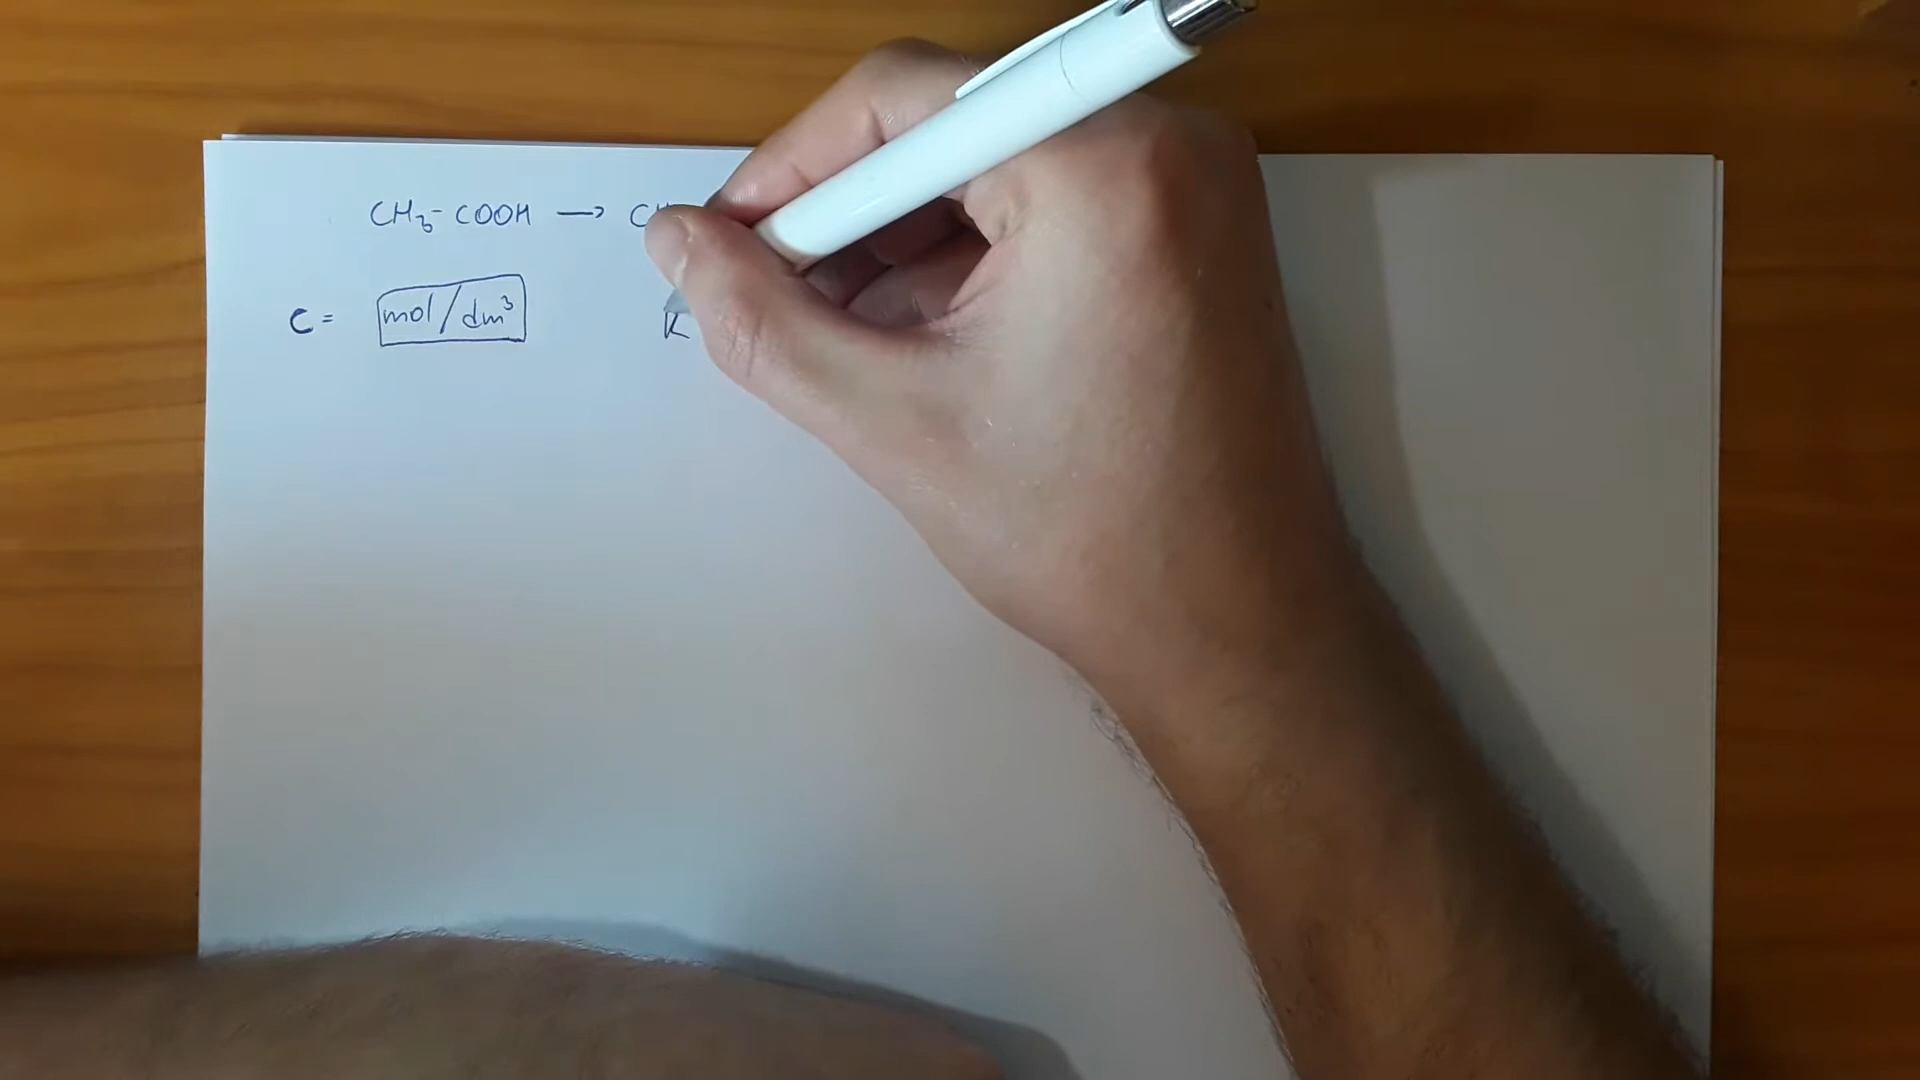 CH₃-COOH → C
C = mol/dm³ K